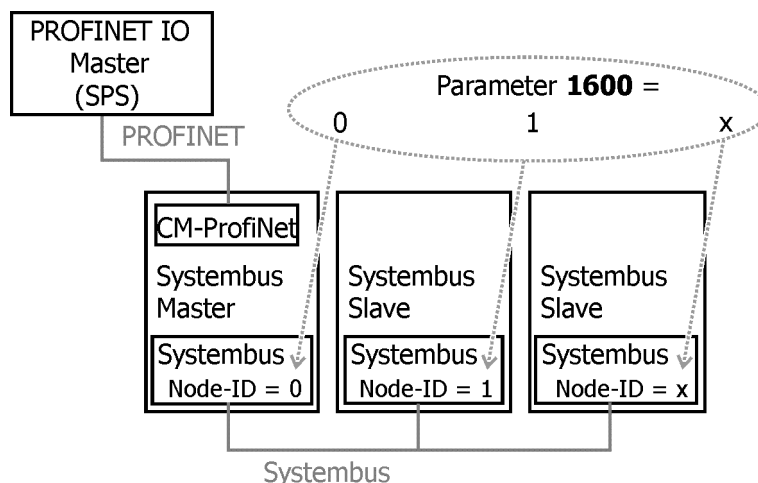 PROFINET IO
Master
(SPS)
Parameter 1600 =
0 1 x
PROFINET
CM-ProfiNet
Systembus
Master
Systembus
Node-ID = 0
Systembus
Slave
Systembus
Node-ID = 1
Systembus
Slave
Systembus
Node-ID = x
Systembus